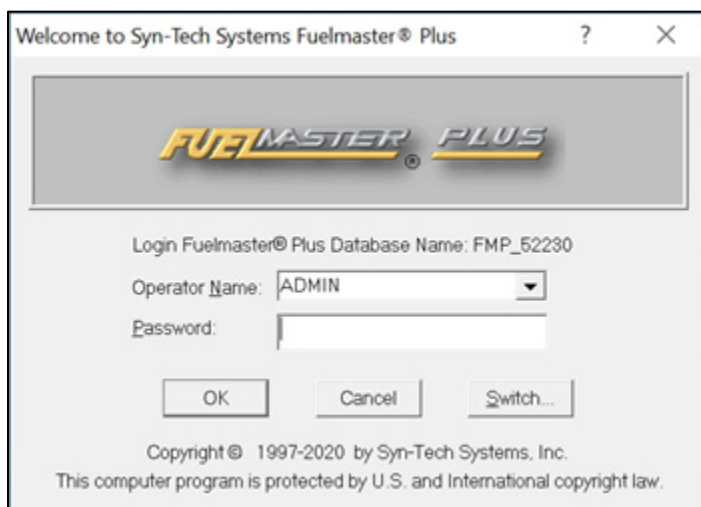 Welcome to Syn-Tech Systems Fuelmaster® Plus ? ×
FUELMASTER® PLUS
Login Fuelmaster® Plus Database Name: FMP_52230
Operator Name: ADMIN
Password:
OK Cancel Switch...
Copyright © 1997-2020 by Syn-Tech Systems, Inc.
This computer program is protected by U.S. and International copyright law.